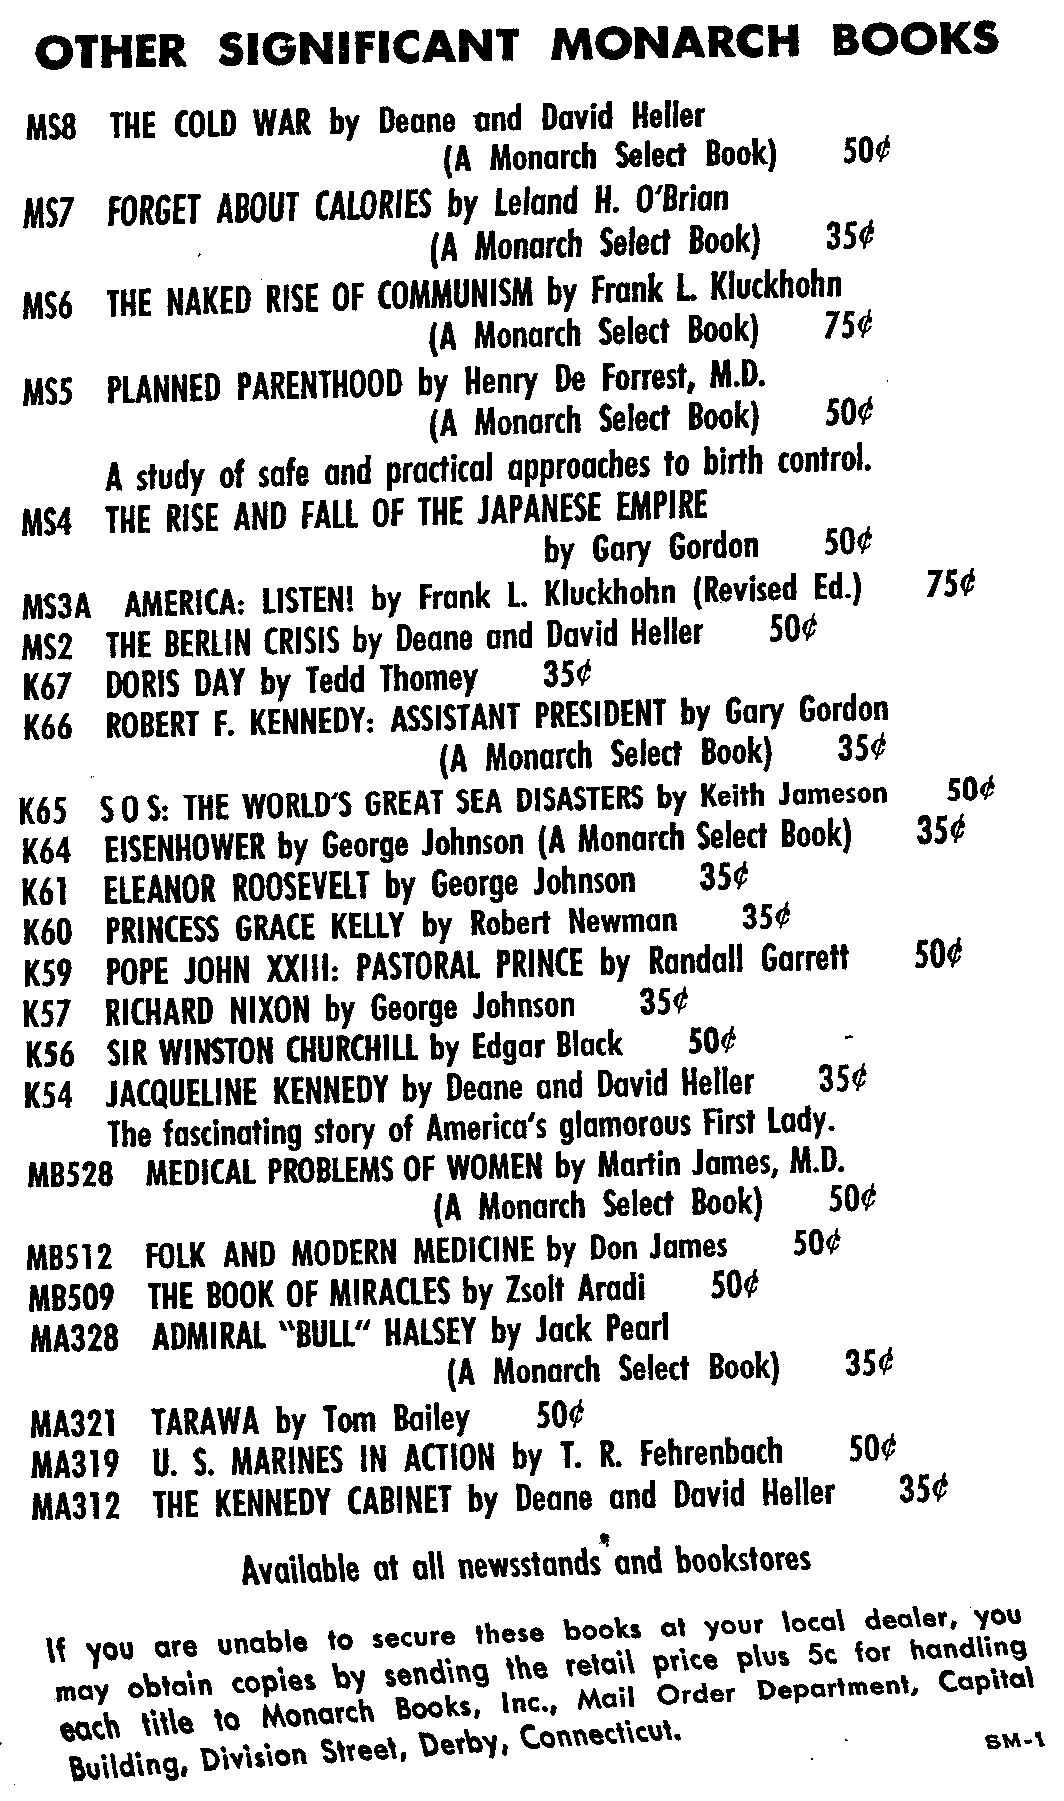 OTHER SIGNIFICANT MONARCH BOOKS
MS8 THE COLD WAR by Deane and David Heller
(A Monarch Select Book) 50¢
MS7 FORGET ABOUT CALORIES by Leland H. O'Brian
(A Monarch Select Book) 35¢
MS6 THE NAKED RISE OF COMMUNISM by Frank L. Kluckhohn
(A Monarch Select Book) 75¢
MS5 PLANNED PARENTHOOD by Henry De Forrest, M.D.
(A Monarch Select Book) 50¢
A study of safe and practical approaches to birth control.
MS4 THE RISE AND FALL OF THE JAPANESE EMPIRE
by Gary Gordon 50¢
MS3A AMERICA: LISTEN! by Frank L. Kluckhohn (Revised Ed.) 75¢
MS2 THE BERLIN CRISIS by Deane and David Heller 50¢
K67 DORIS DAY by Tedd Thomey 35¢
K66 ROBERT F. KENNEDY: ASSISTANT PRESIDENT by Gary Gordon
(A Monarch Select Book) 35¢
K65 S O S: THE WORLD'S GREAT SEA DISASTERS by Keith Jameson 50¢
K64 EISENHOWER by George Johnson (A Monarch Select Book) 35¢
K61 ELEANOR ROOSEVELT by George Johnson 35¢
K60 PRINCESS GRACE KELLY by Robert Newman 35¢
K59 POPE JOHN XXIII: PASTORAL PRINCE by Randall Garrett 50¢
K57 RICHARD NIXON by George Johnson 35¢
K56 SIR WINSTON CHURCHILL by Edgar Black 50¢
K54 JACQUELINE KENNEDY by Deane and David Heller 35¢
The fascinating story of America's glamorous First Lady.
MB528 MEDICAL PROBLEMS OF WOMEN by Martin James, M.D.
(A Monarch Select Book) 50¢
MB512 FOLK AND MODERN MEDICINE by Don James 50¢
MB509 THE BOOK OF MIRACLES by Zsolt Aradi 50¢
MA328 ADMIRAL "BULL" HALSEY by Jack Pearl
(A Monarch Select Book) 35¢
MA321 TARAWA by Tom Bailey 50¢
MA319 U. S. MARINES IN ACTION by T. R. Fehrenbach 50¢
MA312 THE KENNEDY CABINET by Deane and David Heller 35¢
Available at all newsstands and bookstores
If you are unable to secure these books at your local dealer, you
may obtain copies by sending the retail price plus 5c for handling
each title to Monarch Books, Inc., Mail Order Department, Capital
Building, Division Street, Derby, Connecticut.
SM-1